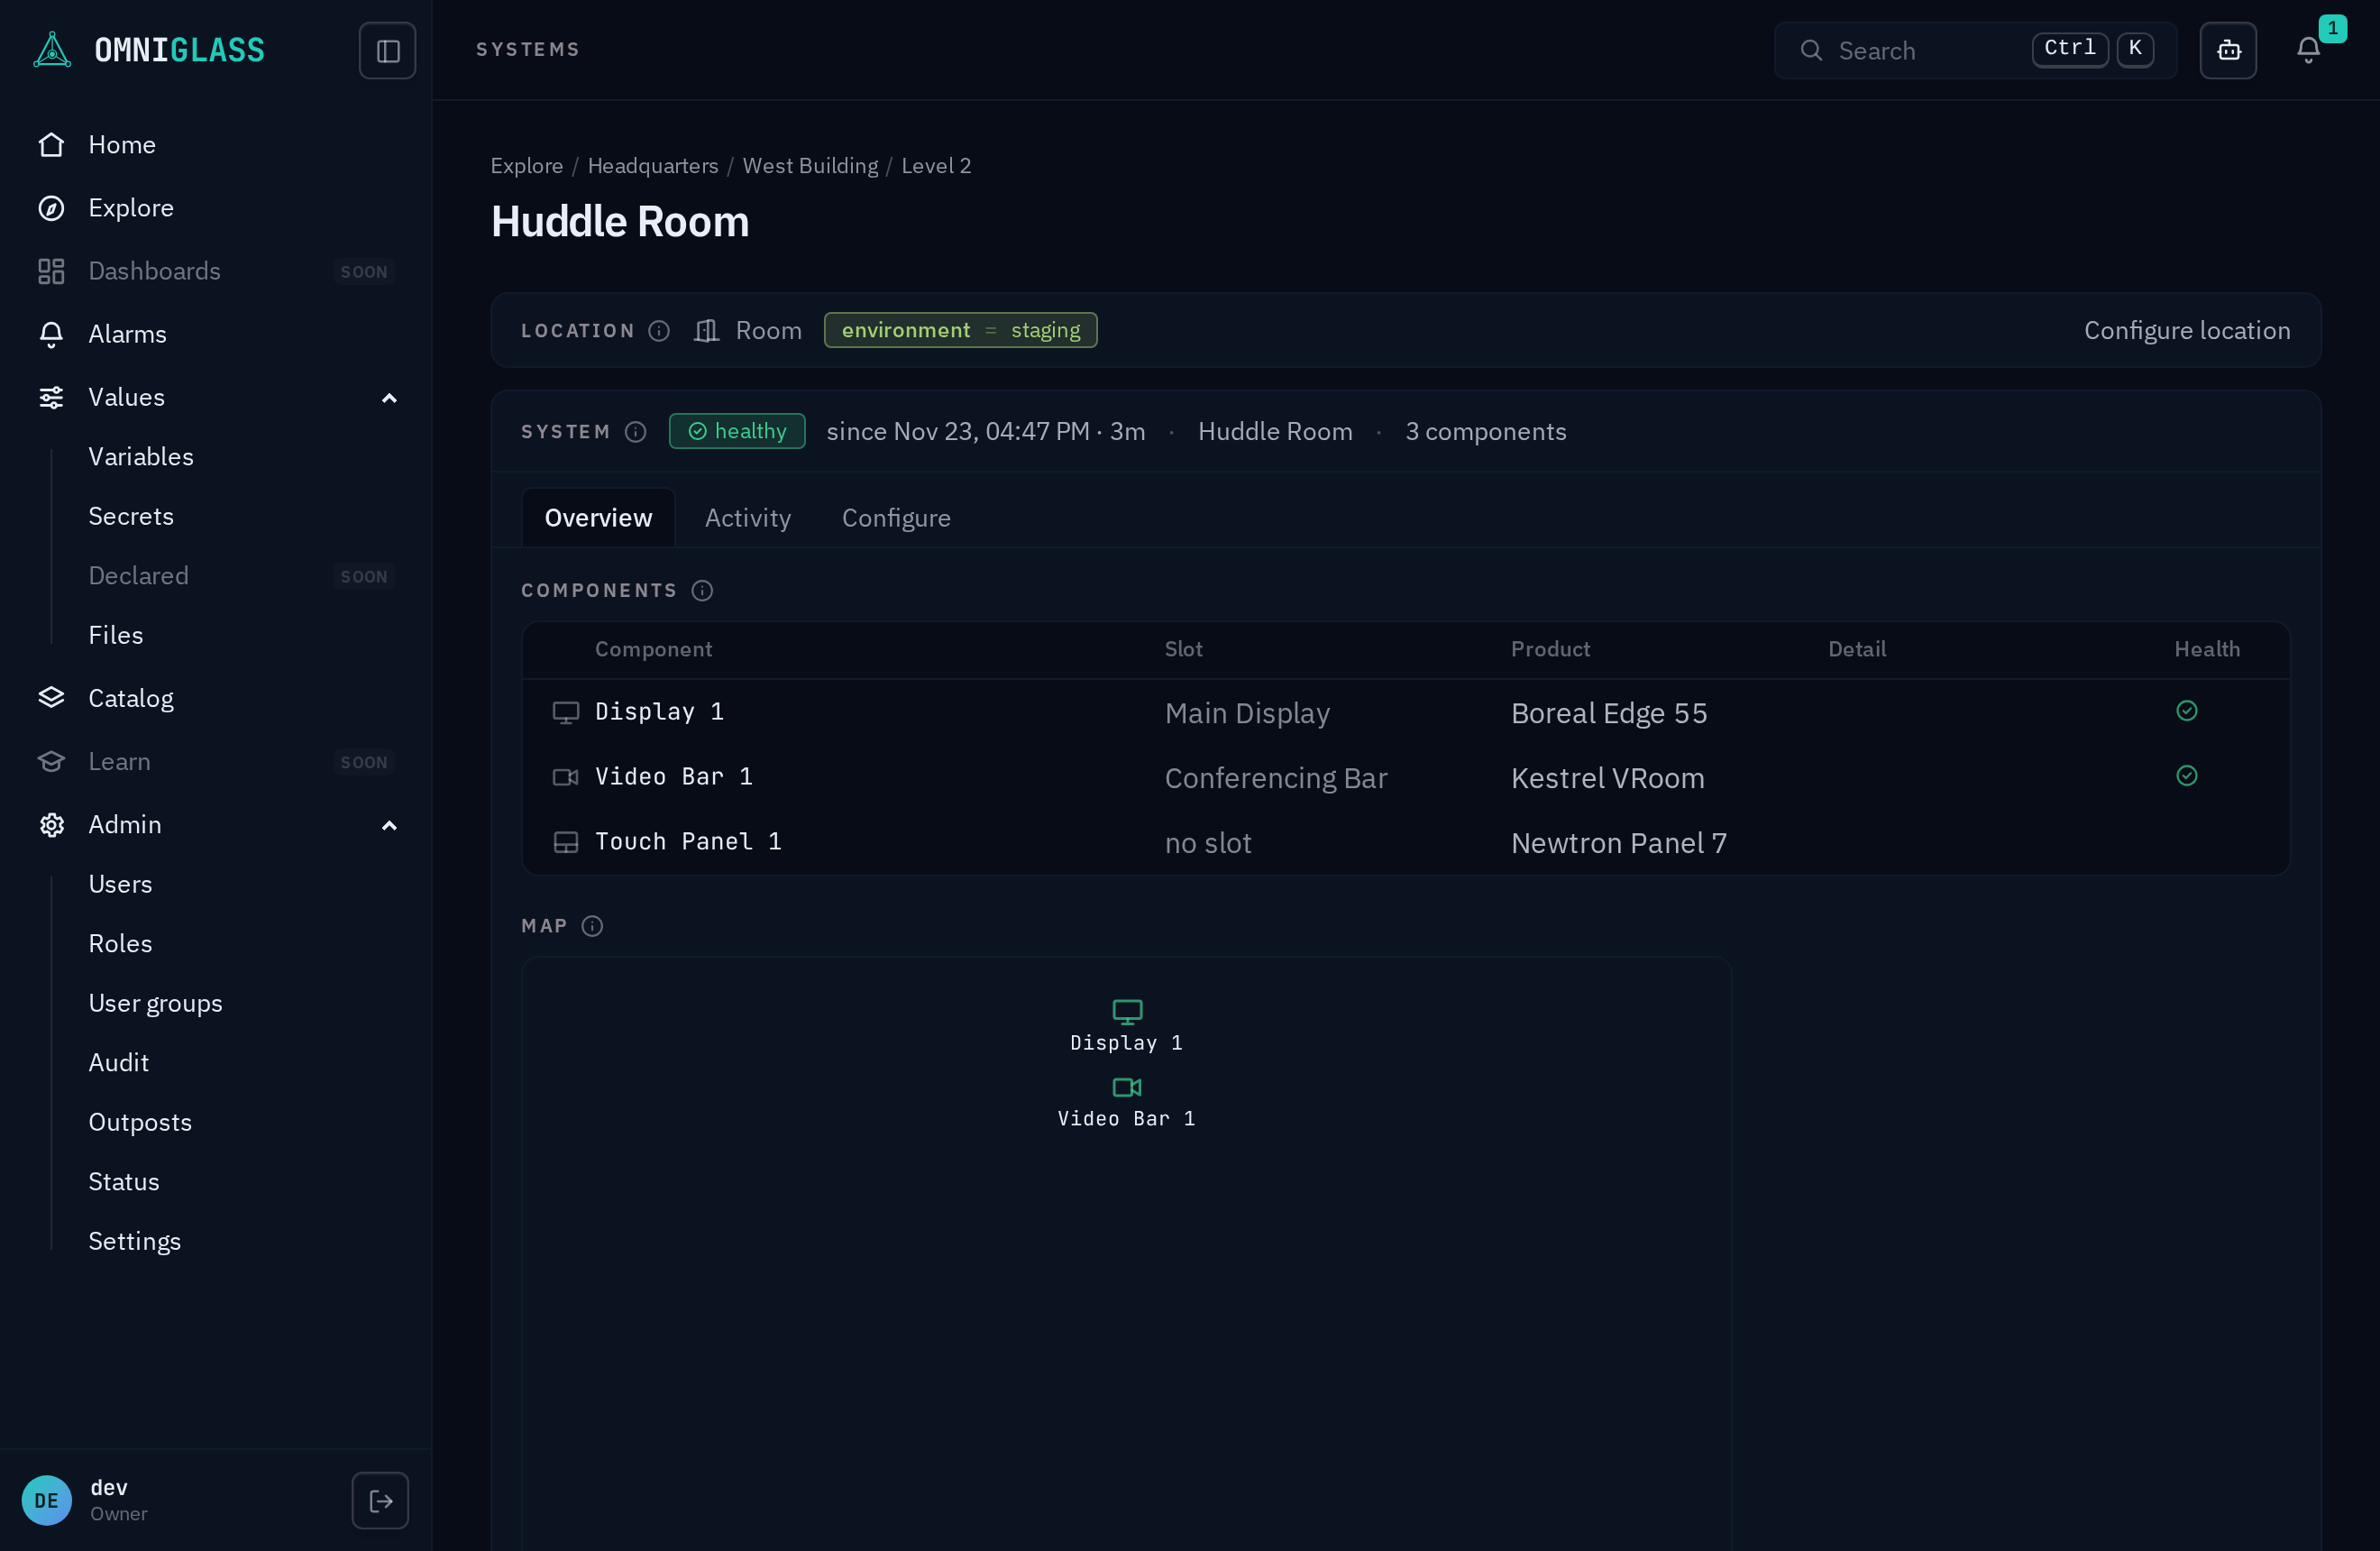 OMNIGLASS
SYSTEMS
Search
Ctrl
K
1
Home
Explore
Dashboards
SOON
Alarms
Values
Variables
Secrets
Declared
SOON
Files
Catalog
Learn
SOON
Admin
Users
Roles
User groups
Audit
Outposts
Status
Settings
DE
dev
Owner
Explore / Headquarters / West Building / Level 2
Huddle Room
LOCATION Room environment = staging Configure location
SYSTEM healthy since Nov 23, 04:47 PM · 3m · Huddle Room · 3 components
Overview Activity Configure
COMPONENTS
Component Slot Product Detail Health
Display 1 Main Display Boreal Edge 55
Video Bar 1 Conferencing Bar Kestrel VRoom
Touch Panel 1 no slot Newtron Panel 7
MAP
Display 1
Video Bar 1